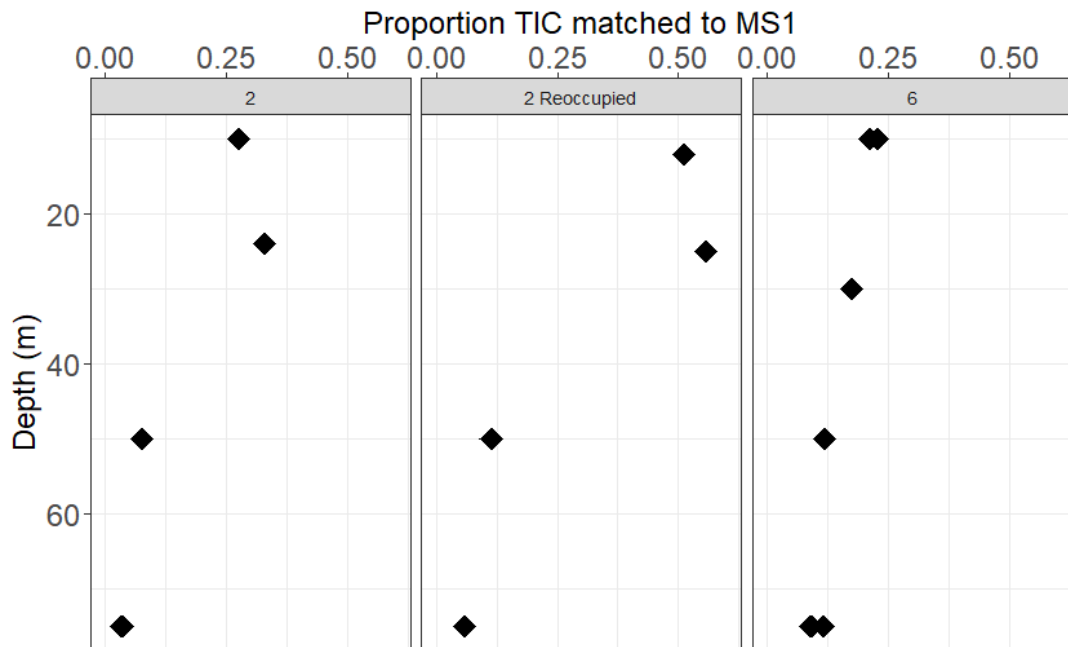 Proportion TIC matched to MS1
0.00 0.25 0.50 0.00 0.25 0.50 0.00 0.25 0.50
2 2 Reoccupied 6
20
40
60
Depth (m)